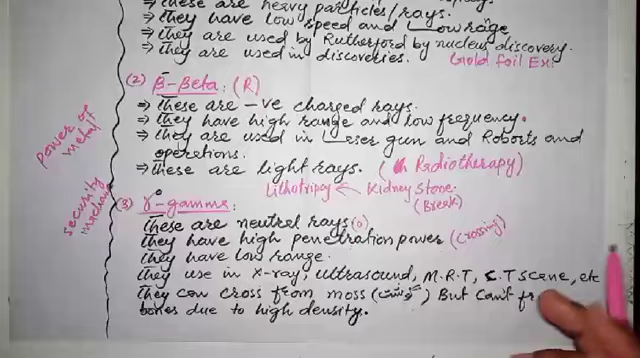 ⇒ These are heavy particles/rays.
⇒ They have low speed and Low range
⇒ They are used by Rutherford by nucleus discovery.
⇒ They are used in discoveries. Gold foil Ex:
(2) β-Beta: (R)
⇒ These are -ve charged rays.
⇒ They have high range and low frequency.
⇒ They are used in Leser gun and Roborts and
operations.
⇒ these are light rays. (Radiotherapy)
Lithotripsy ← Kidney Stone.
(Break)
(3) γ-gamma:
These are neutral rays (0)
They have high penetration power (crossing)
They have low range.
They use in X-ray, ultrasound, M.R.T, C.T Scene, etc
They can cross from moss (گوشت) But can't
bones due to high density.
power of
security